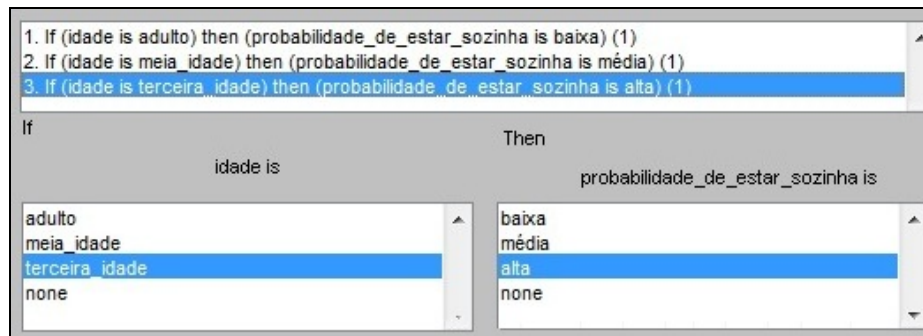 1. If (idade is adulto) then (probabilidade_de_estar_sozinha is baixa) (1)
2. If (idade is meia_idade) then (probabilidade_de_estar_sozinha is média) (1)
3. If (idade is terceira_idade) then (probabilidade_de_estar_sozinha is alta) (1)
If
Then
idade is
probabilidade_de_estar_sozinha is
adulto
meia_idade
terceira_idade
none
baixa
média
alta
none